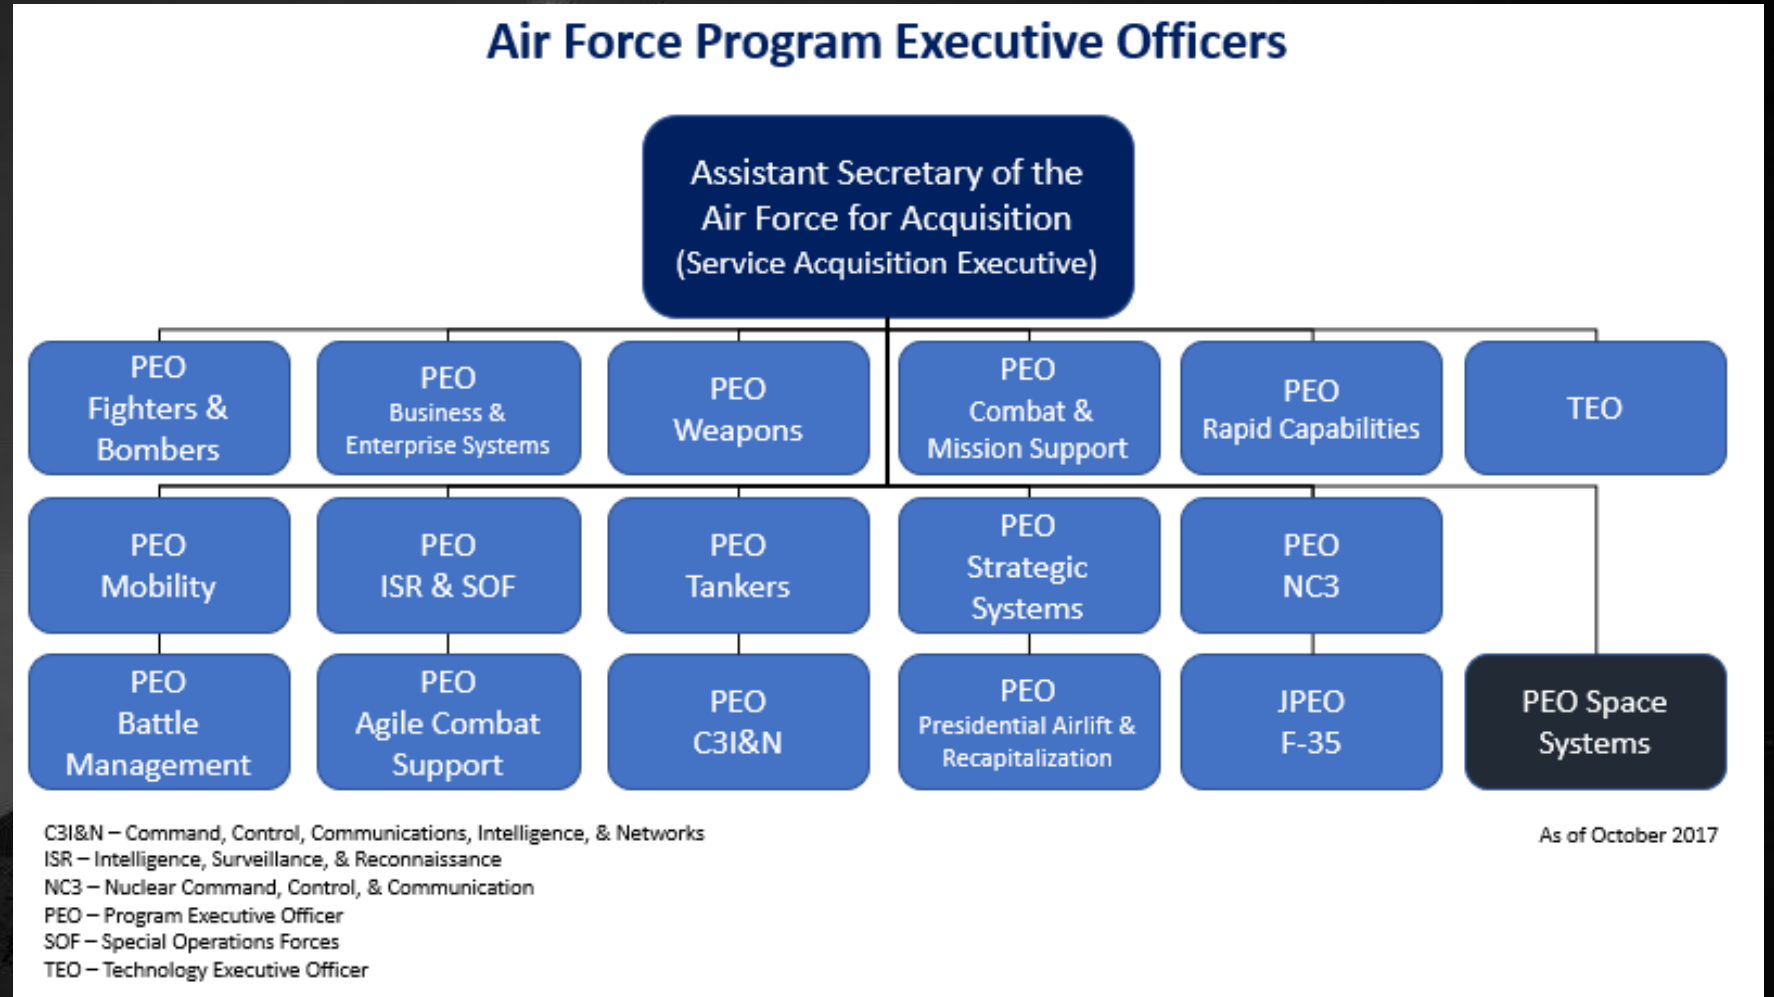 Air Force Program Executive Officers
Assistant Secretary of the
Air Force for Acquisition
(Service Acquisition Executive)
PEO
Fighters &
Bombers
PEO
Business &
Enterprise Systems
PEO
Weapons
PEO
Combat &
Mission Support
PEO
Rapid Capabilities
TEO
PEO
Mobility
PEO
ISR & SOF
PEO
Tankers
PEO
Strategic
Systems
PEO
NC3
PEO
Battle
Management
PEO
Agile Combat
Support
PEO
C3I&N
PEO
Presidential Airlift &
Recapitalization
JPEO
F-35
PEO Space
Systems
C3I&N – Command, Control, Communications, Intelligence, & Networks
ISR – Intelligence, Surveillance, & Reconnaissance
NC3 – Nuclear Command, Control, & Communication
PEO – Program Executive Officer
SOF – Special Operations Forces
TEO – Technology Executive Officer
As of October 2017